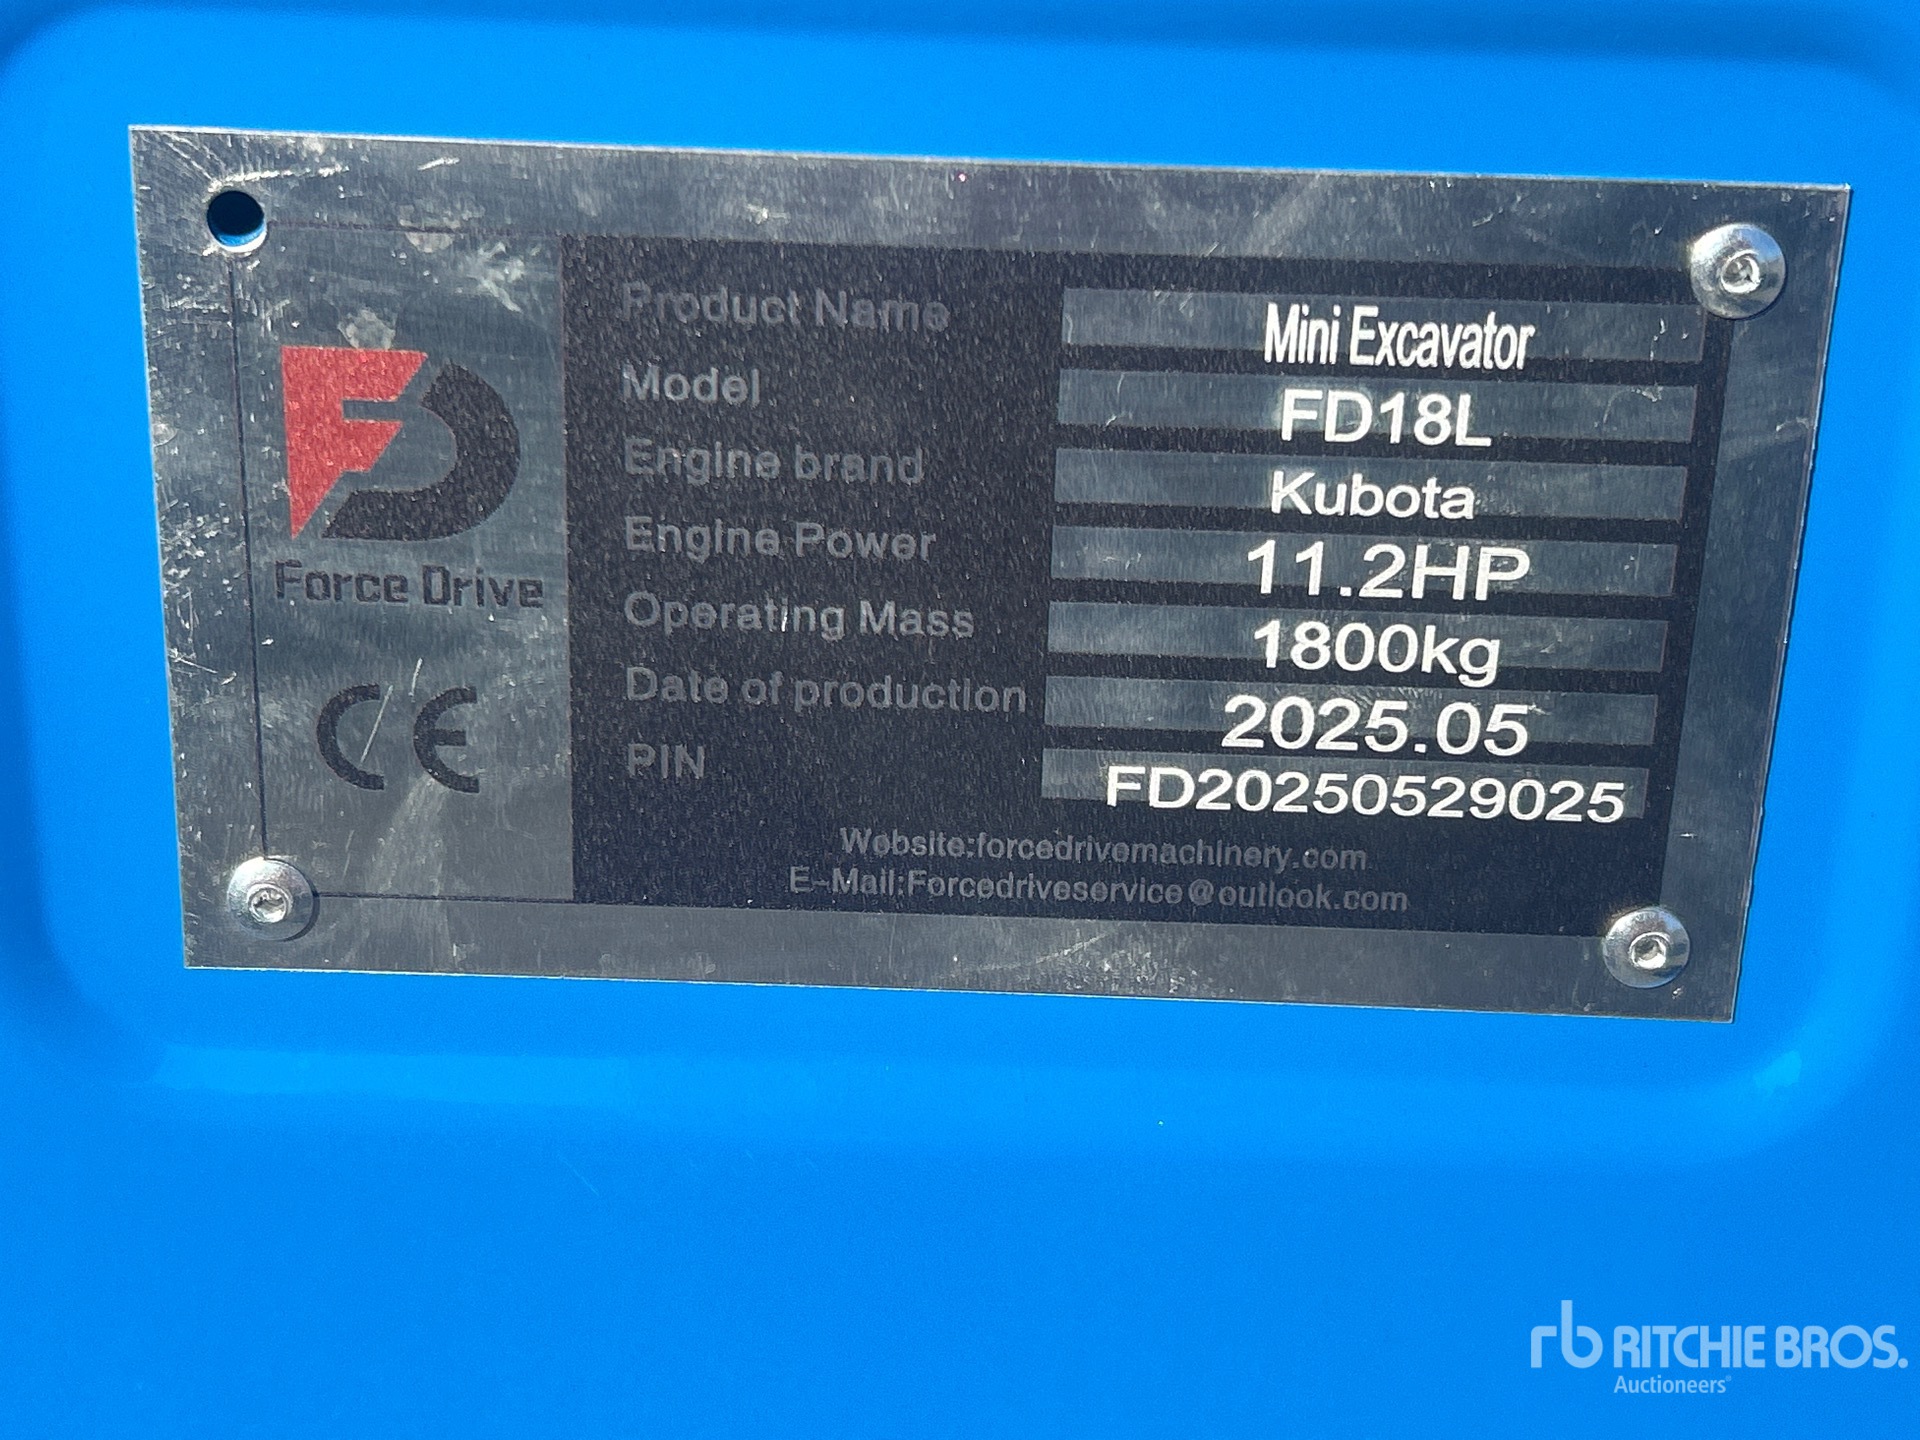 Product Name Mini Excavator
Model FD18L
Engine brand Kubota
Engine Power 11.2HP
Operating Mass 1800kg
Date of production 2025.05
PIN FD20250529025
Force Drive
CE
Website:forcedrivemachinery.com
E-Mail:Forcedriveservice@outlook.com
rb RITCHIE BROS.
Auctioneers®